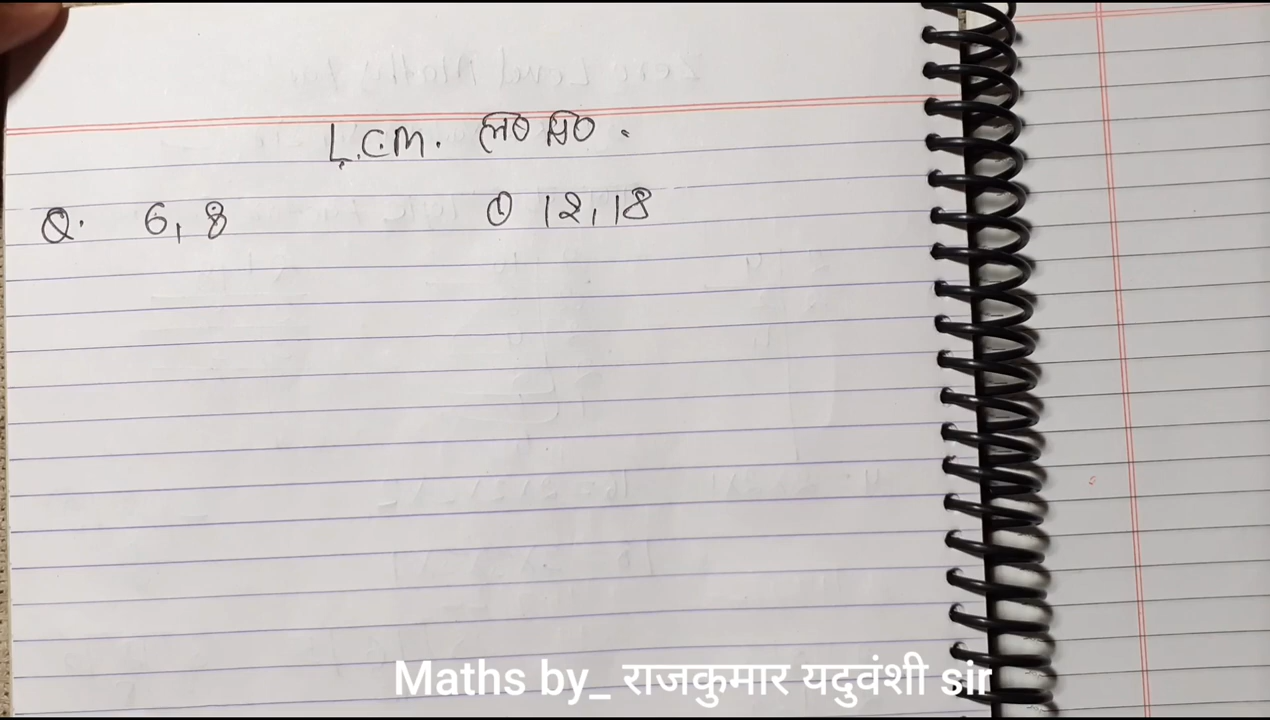 L.C.M. ल० स० .
Q. 6, 8 ① 12, 18
Maths by_ राजकुमार यदुवंशी sir